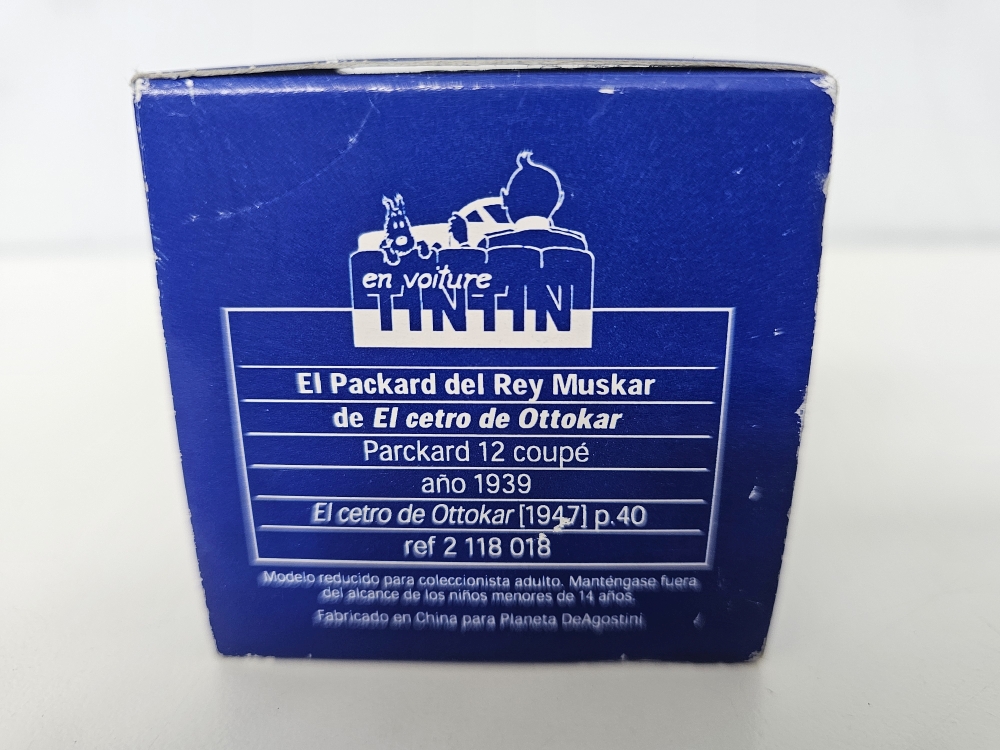 en voiture
TINTIN
El Packard del Rey Muskar
de El cetro de Ottokar
Parckard 12 coupé
año 1939
El cetro de Ottokar [1947] p.40
ref 2 118 018
Modelo reducido para coleccionista adulto. Manténgase fuera
del alcance de los niños menores de 14 años.
Fabricado en China para Planeta DeAgostini